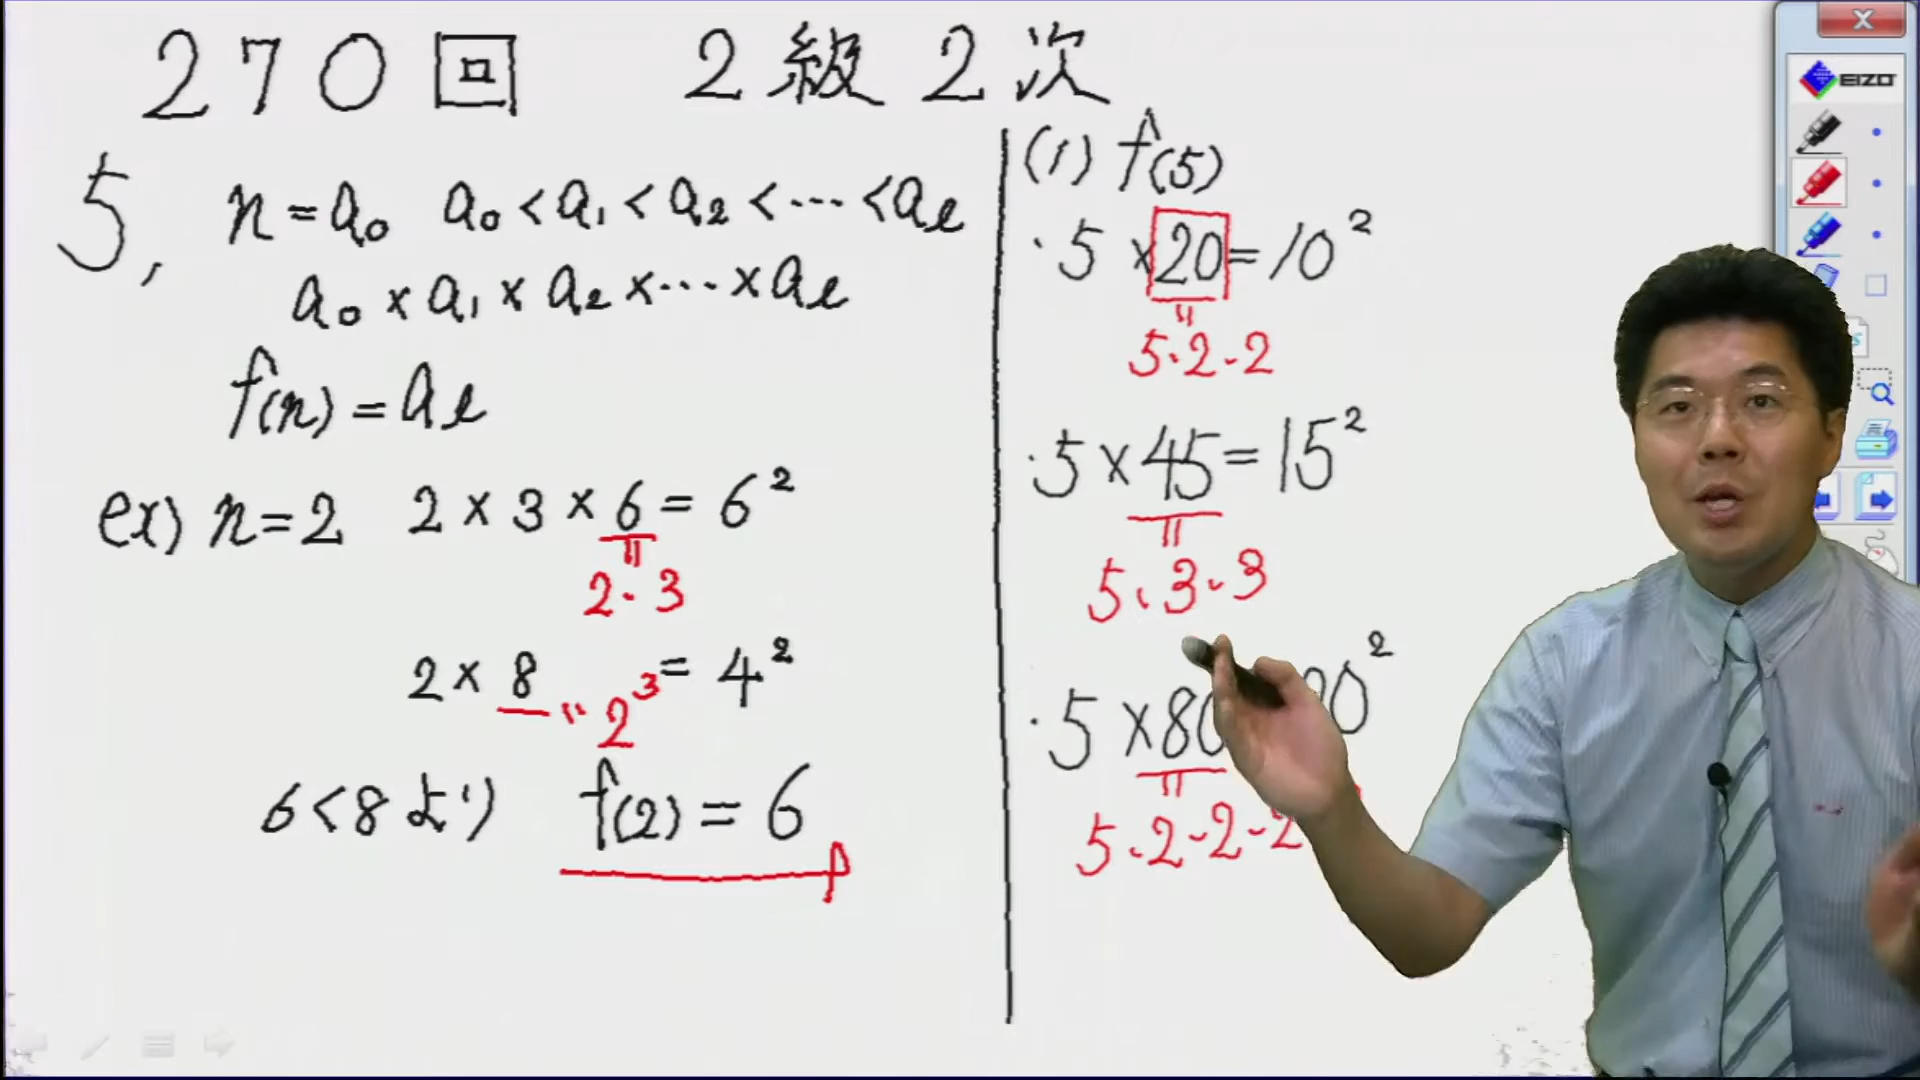 270回 2級2次
5, n=a₀ a₀<a₁<a₂<…<aℓ
a₀×a₁×a₂×…×aℓ
f(n)=aℓ
ex) n=2 2×3×6=6²
〃
2・3
2×8=4²
〃2³
6<8より f(2)=6
(1) f(5)
・5×20=10²
〃
5・2・2
・5×45=15²
〃
5・3・3
・5×80 20²
〃
5・2・2・2
EIZO